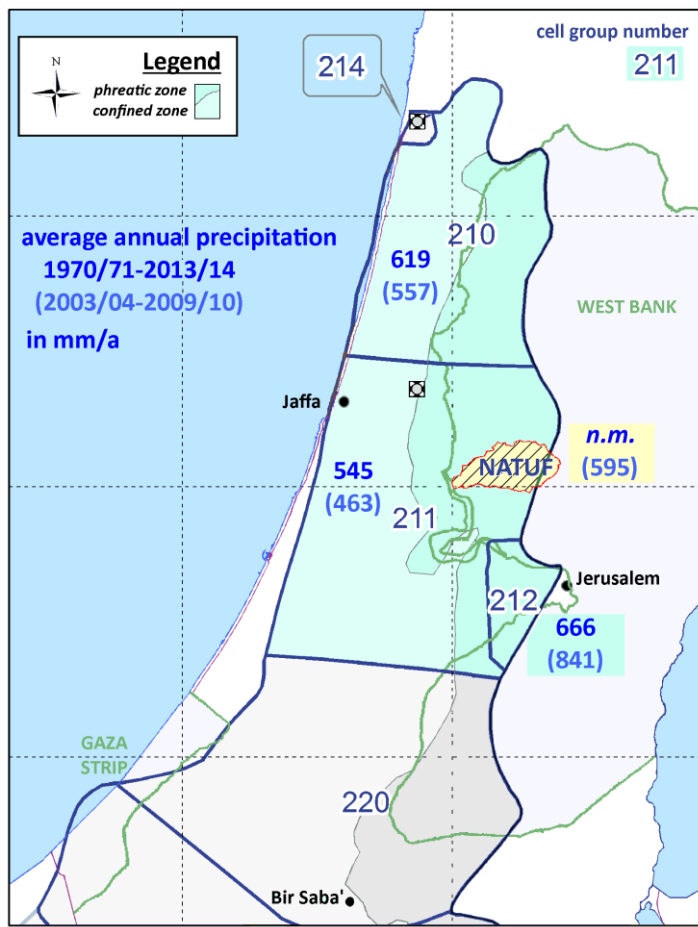 cell group number
211
N
Legend
phreatic zone
confined zone
214
average annual precipitation
1970/71-2013/14
(2003/04-2009/10)
in mm/a
210
619
(557)
WEST BANK
Jaffa
n.m.
(595)
NATUF
545
(463)
211
Jerusalem
212
666
(841)
GAZA
STRIP
220
Bir Saba'